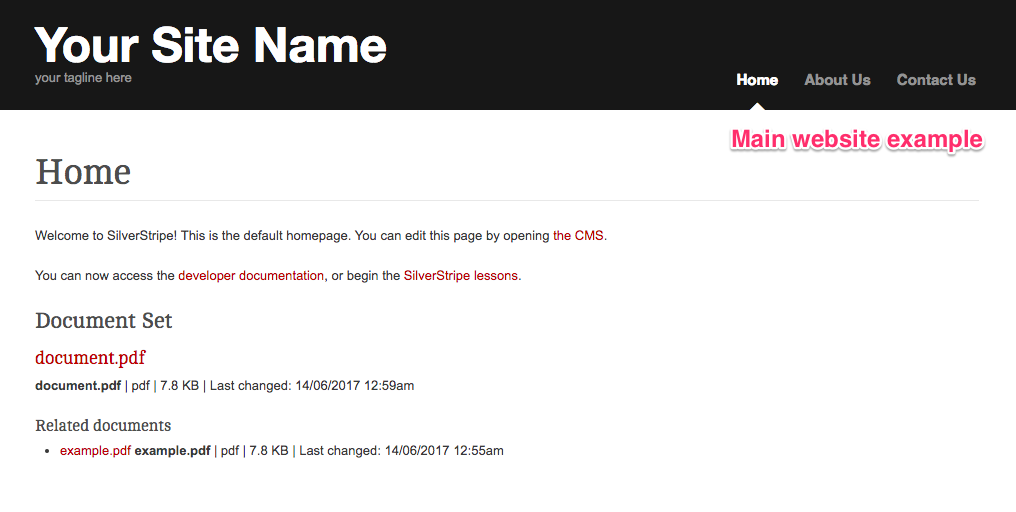 Your Site Name
your tagline here
Home About Us Contact Us
Main website example
Home
Welcome to SilverStripe! This is the default homepage. You can edit this page by opening the CMS.
You can now access the developer documentation, or begin the SilverStripe lessons.
Document Set
document.pdf
document.pdf | pdf | 7.8 KB | Last changed: 14/06/2017 12:59am
Related documents
• example.pdf example.pdf | pdf | 7.8 KB | Last changed: 14/06/2017 12:55am